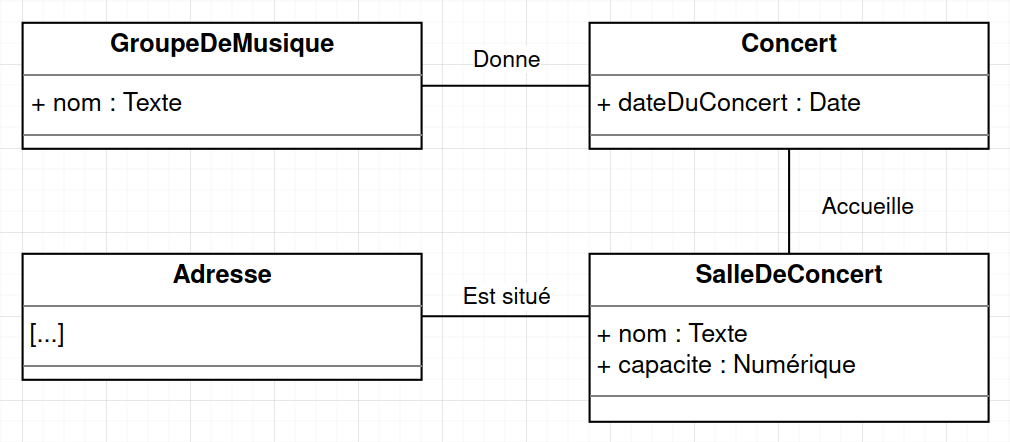 GroupeDeMusique
+ nom : Texte
Donne
Concert
+ dateDuConcert : Date
Accueille
Adresse
[...]
Est situé
SalleDeConcert
+ nom : Texte
+ capacite : Numérique